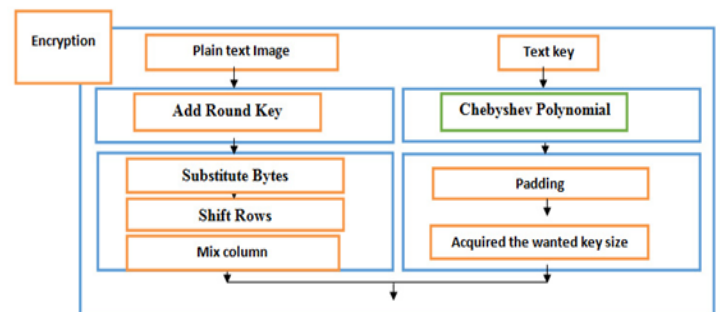 Encryption
Plain text Image
Text key
Add Round Key
Chebyshev Polynomial
Substitute Bytes
Shift Rows
Mix column
Padding
Acquired the wanted key size